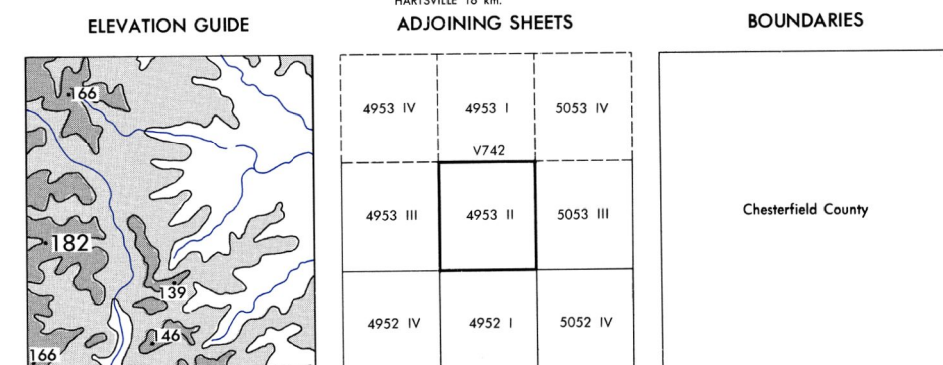 HARTSVILLE 18 km.
ELEVATION GUIDE
166
182
139
146
166
ADJOINING SHEETS
4953 IV 4953 I 5053 IV
V742
4953 III 4953 II 5053 III
4952 IV 4952 I 5052 IV
BOUNDARIES
Chesterfield County